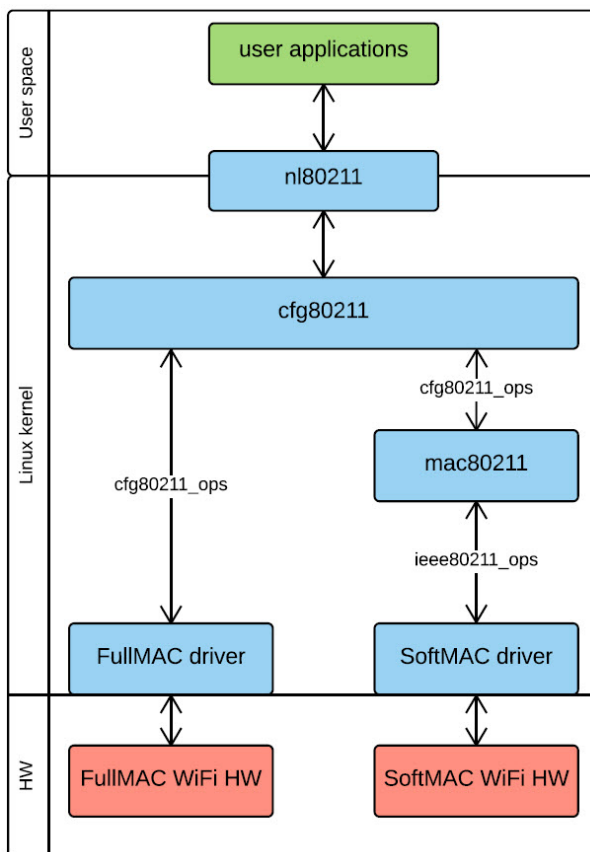 User space
user applications
nl80211
Linux kernel
cfg80211
cfg80211_ops
mac80211
cfg80211_ops
ieee80211_ops
FullMAC driver
SoftMAC driver
HW
FullMAC WiFi HW
SoftMAC WiFi HW